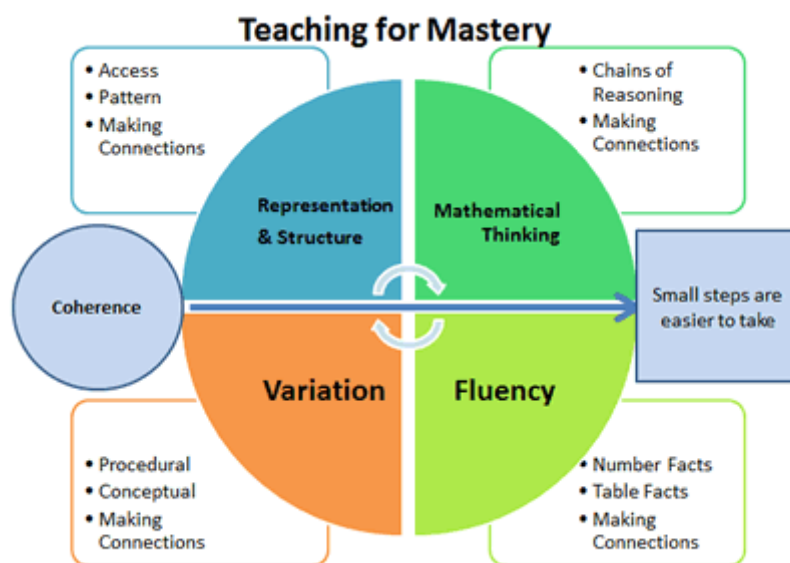 Teaching for Mastery
• Access
• Pattern
• Making
Connections
• Chains of
Reasoning
• Making
Connections
Representation
& Structure
Mathematical
Thinking
Coherence
Small steps are
easier to take
Variation
Fluency
• Procedural
• Conceptual
• Making
Connections
• Number Facts
• Table Facts
• Making
Connections